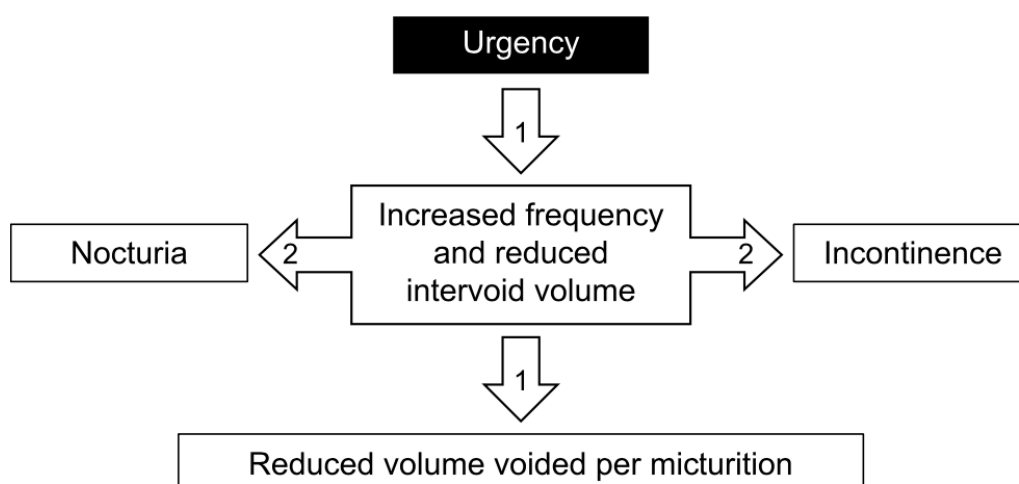 Urgency
1
Increased frequency
and reduced
intervoid volume
Nocturia
2
2
Incontinence
1
Reduced volume voided per micturition